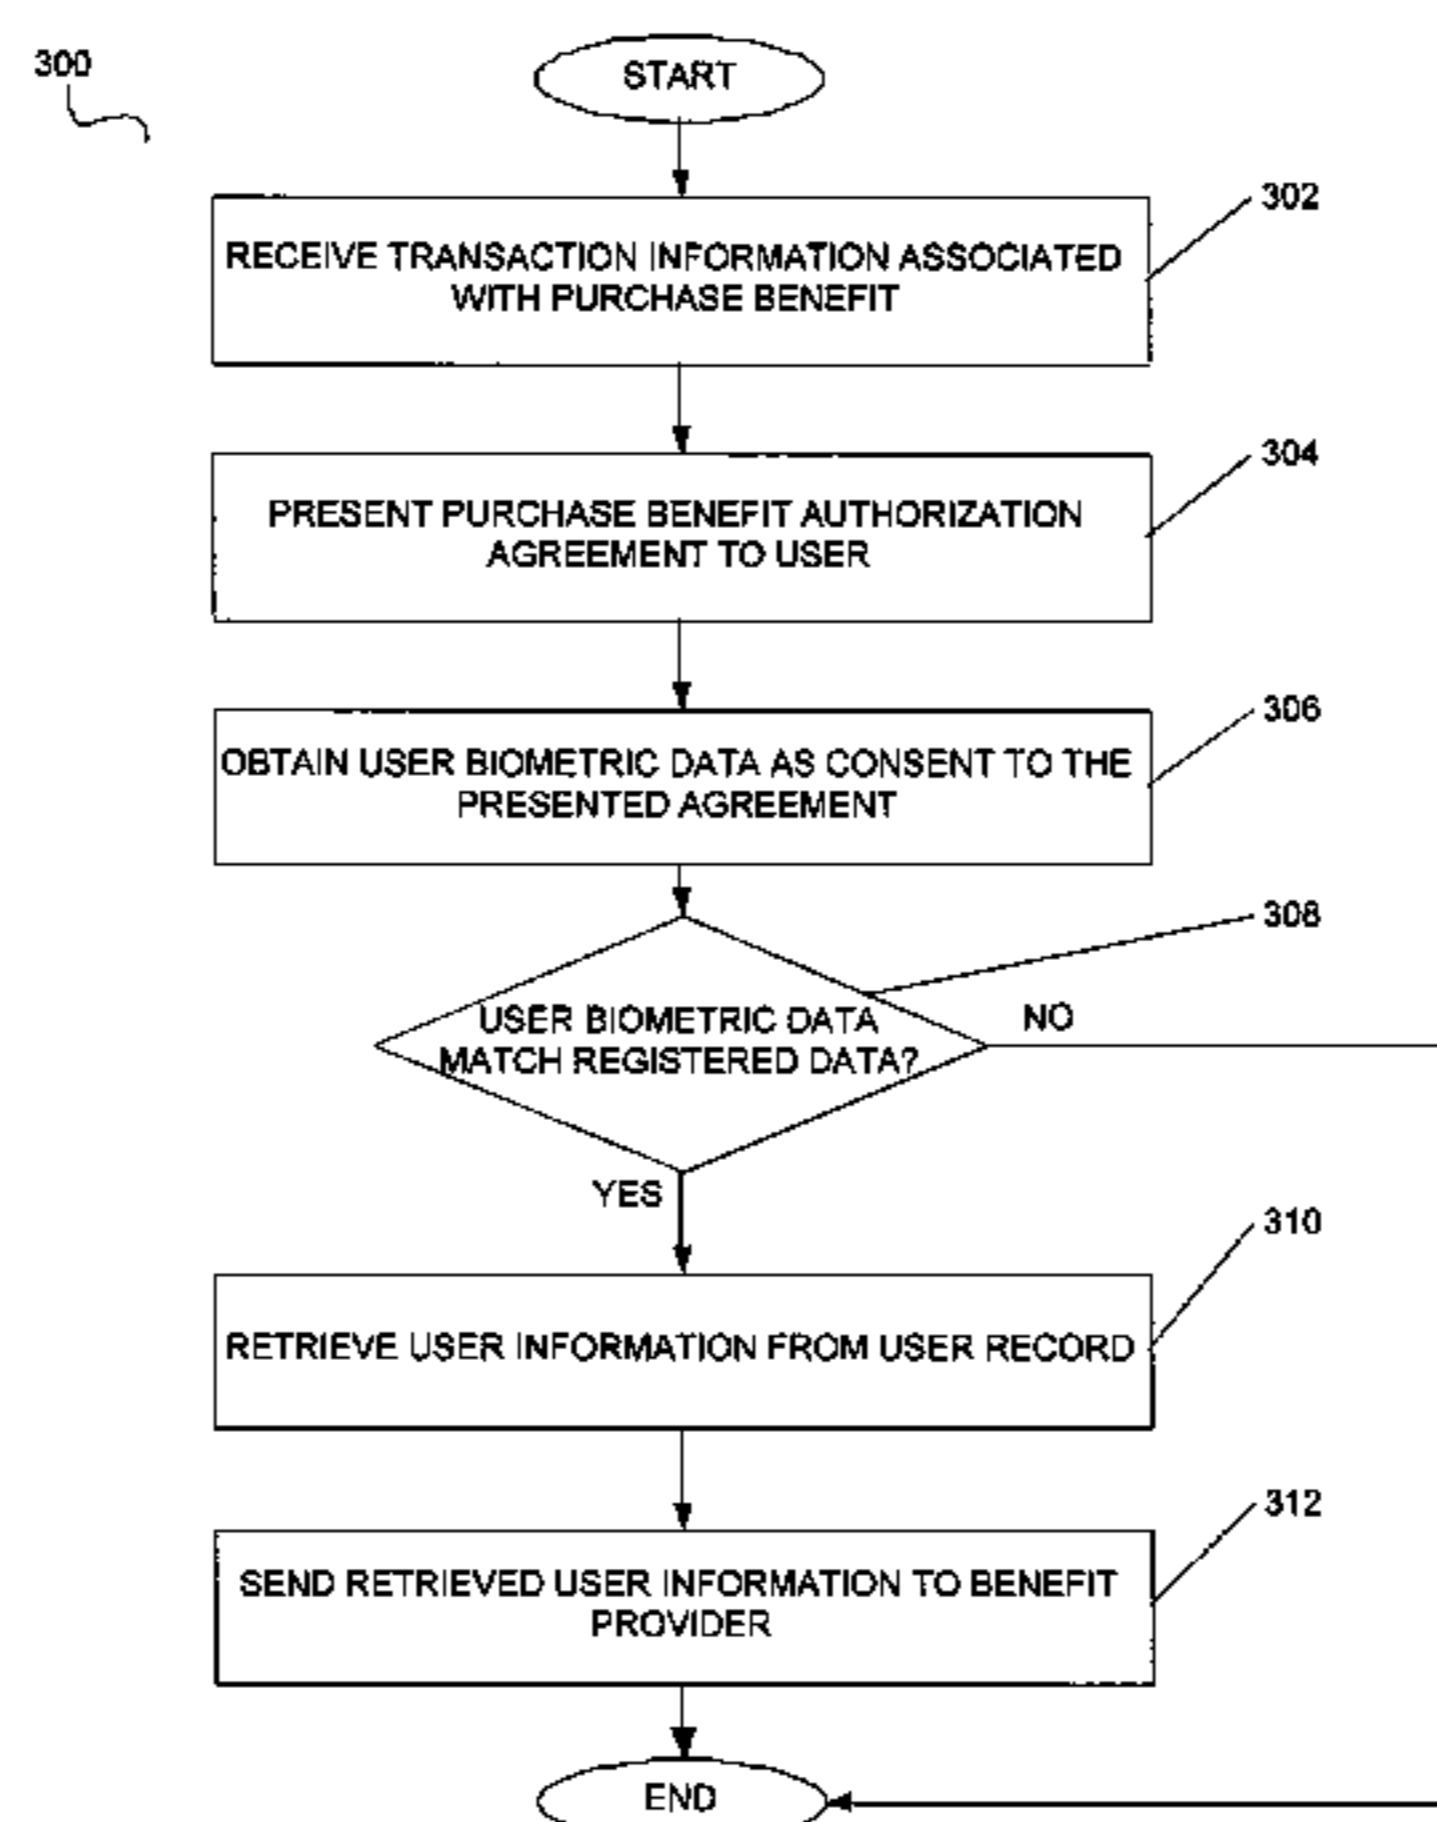 300
START
302
RECEIVE TRANSACTION INFORMATION ASSOCIATED
WITH PURCHASE BENEFIT
304
PRESENT PURCHASE BENEFIT AUTHORIZATION
AGREEMENT TO USER
306
OBTAIN USER BIOMETRIC DATA AS CONSENT TO THE
PRESENTED AGREEMENT
308
USER BIOMETRIC DATA
MATCH REGISTERED DATA?
NO
YES
310
RETRIEVE USER INFORMATION FROM USER RECORD
312
SEND RETRIEVED USER INFORMATION TO BENEFIT
PROVIDER
END